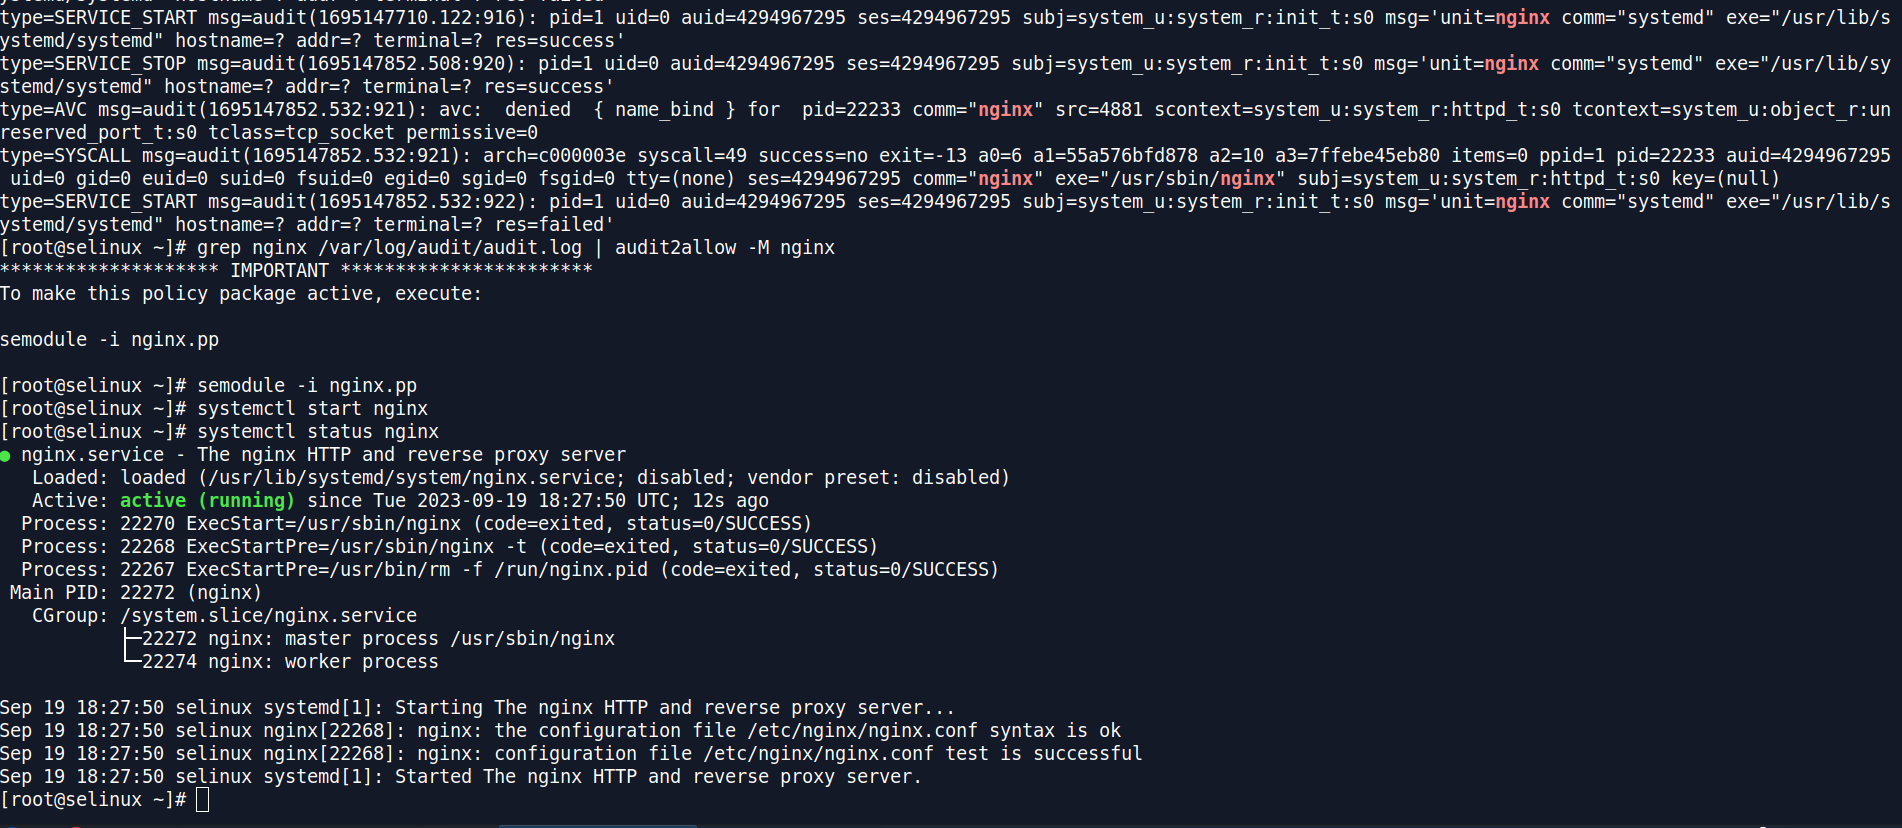 type=SERVICE_START msg=audit(1695147710.122:916): pid=1 uid=0 auid=4294967295 ses=4294967295 subj=system_u:system_r:init_t:s0 msg='unit=nginx comm="systemd" exe="/usr/lib/s
ystemd/systemd" hostname=? addr=? terminal=? res=success'
type=SERVICE_STOP msg=audit(1695147852.508:920): pid=1 uid=0 auid=4294967295 ses=4294967295 subj=system_u:system_r:init_t:s0 msg='unit=nginx comm="systemd" exe="/usr/lib/sy
stemd/systemd" hostname=? addr=? terminal=? res=success'
type=AVC msg=audit(1695147852.532:921): avc:  denied  { name_bind } for  pid=22233 comm="nginx" src=4881 scontext=system_u:system_r:httpd_t:s0 tcontext=system_u:object_r:un
reserved_port_t:s0 tclass=tcp_socket permissive=0
type=SYSCALL msg=audit(1695147852.532:921): arch=c000003e syscall=49 success=no exit=-13 a0=6 a1=55a576bfd878 a2=10 a3=7ffebe45eb80 items=0 ppid=1 pid=22233 auid=4294967295
 uid=0 gid=0 euid=0 suid=0 fsuid=0 egid=0 sgid=0 fsgid=0 tty=(none) ses=4294967295 comm="nginx" exe="/usr/sbin/nginx" subj=system_u:system_r:httpd_t:s0 key=(null)
type=SERVICE_START msg=audit(1695147852.532:922): pid=1 uid=0 auid=4294967295 ses=4294967295 subj=system_u:system_r:init_t:s0 msg='unit=nginx comm="systemd" exe="/usr/lib/s
ystemd/systemd" hostname=? addr=? terminal=? res=failed'
[root@selinux ~]# grep nginx /var/log/audit/audit.log | audit2allow -M nginx
******************** IMPORTANT ***********************
To make this policy package active, execute:
semodule -i nginx.pp
[root@selinux ~]# semodule -i nginx.pp
[root@selinux ~]# systemctl start nginx
[root@selinux ~]# systemctl status nginx
● nginx.service - The nginx HTTP and reverse proxy server
   Loaded: loaded (/usr/lib/systemd/system/nginx.service; disabled; vendor preset: disabled)
   Active: active (running) since Tue 2023-09-19 18:27:50 UTC; 12s ago
  Process: 22270 ExecStart=/usr/sbin/nginx (code=exited, status=0/SUCCESS)
  Process: 22268 ExecStartPre=/usr/sbin/nginx -t (code=exited, status=0/SUCCESS)
  Process: 22267 ExecStartPre=/usr/bin/rm -f /run/nginx.pid (code=exited, status=0/SUCCESS)
 Main PID: 22272 (nginx)
   CGroup: /system.slice/nginx.service
           ├─22272 nginx: master process /usr/sbin/nginx
           └─22274 nginx: worker process
Sep 19 18:27:50 selinux systemd[1]: Starting The nginx HTTP and reverse proxy server...
Sep 19 18:27:50 selinux nginx[22268]: nginx: the configuration file /etc/nginx/nginx.conf syntax is ok
Sep 19 18:27:50 selinux nginx[22268]: nginx: configuration file /etc/nginx/nginx.conf test is successful
Sep 19 18:27:50 selinux systemd[1]: Started The nginx HTTP and reverse proxy server.
[root@selinux ~]#